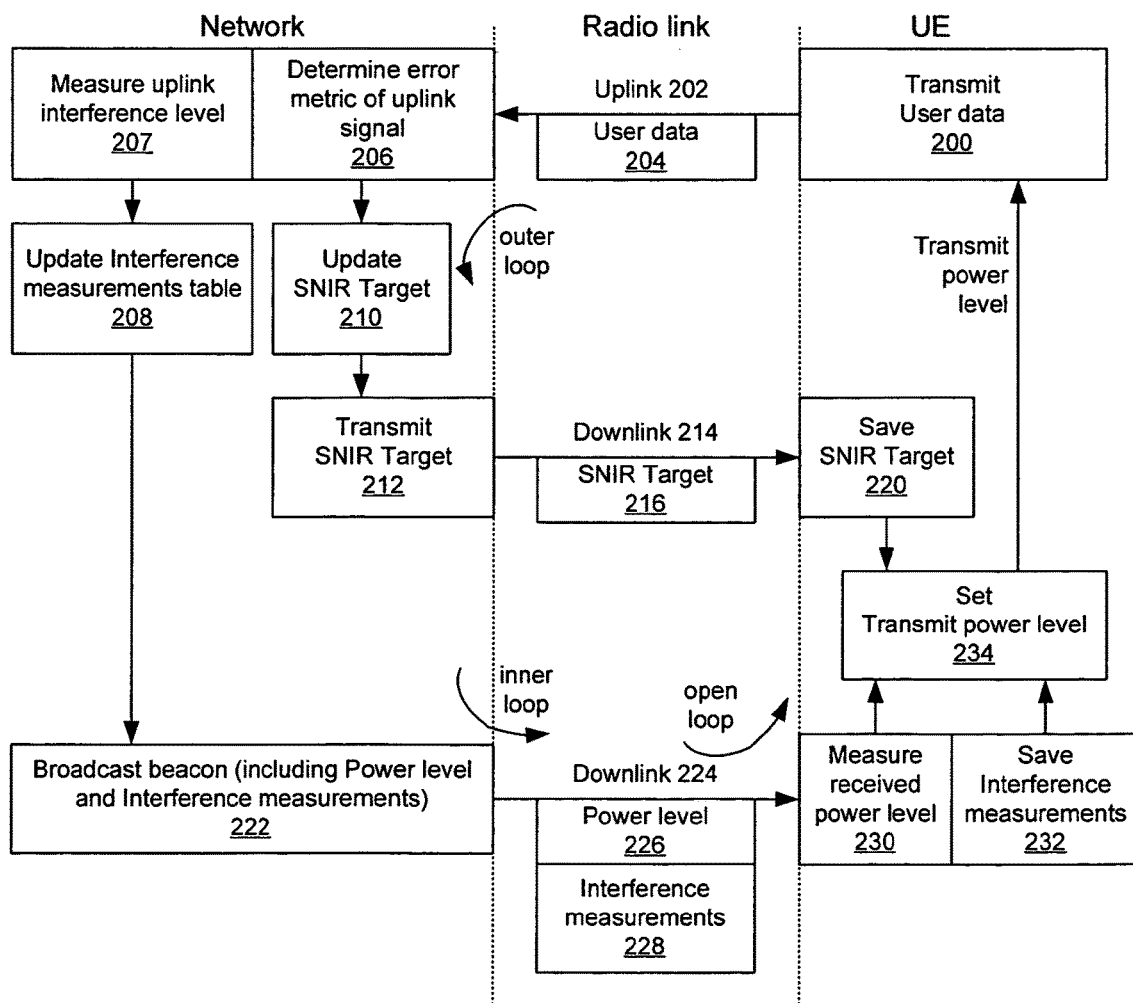 Network
Radio link
UE
Measure uplink
interference level
207
Determine error
metric of uplink
signal
206
Uplink 202
User data
204
Transmit
User data
200
Update Interference
measurements table
208
Update
SNIR Target
210
outer
loop
Transmit
power
level
Transmit
SNIR Target
212
Downlink 214
SNIR Target
216
Save
SNIR Target
220
Set
Transmit power level
234
inner
loop
open
loop
Broadcast beacon (including Power level
and Interference measurements)
222
Downlink 224
Power level
226
Interference
measurements
228
Measure
received
power level
230
Save
Interference
measurements
232